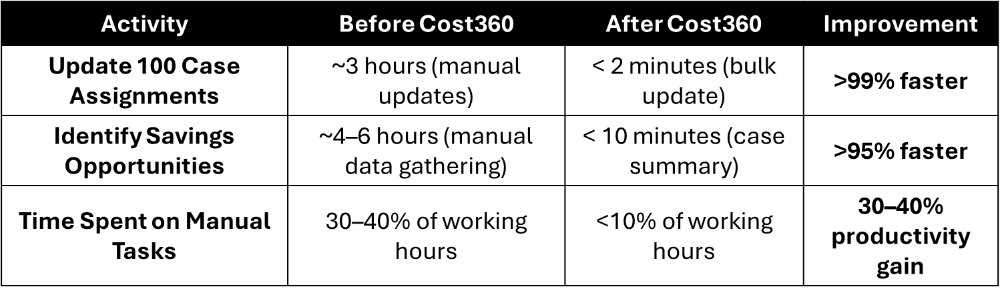 Activity
Before Cost360
After Cost360
Improvement
Update 100 Case
Assignments
~3 hours (manual
updates)
< 2 minutes (bulk
update)
>99% faster
Identify Savings
Opportunities
~4–6 hours (manual
data gathering)
< 10 minutes (case
summary)
>95% faster
Time Spent on Manual
Tasks
30–40% of working
hours
<10% of working
hours
30–40%
productivity
gain